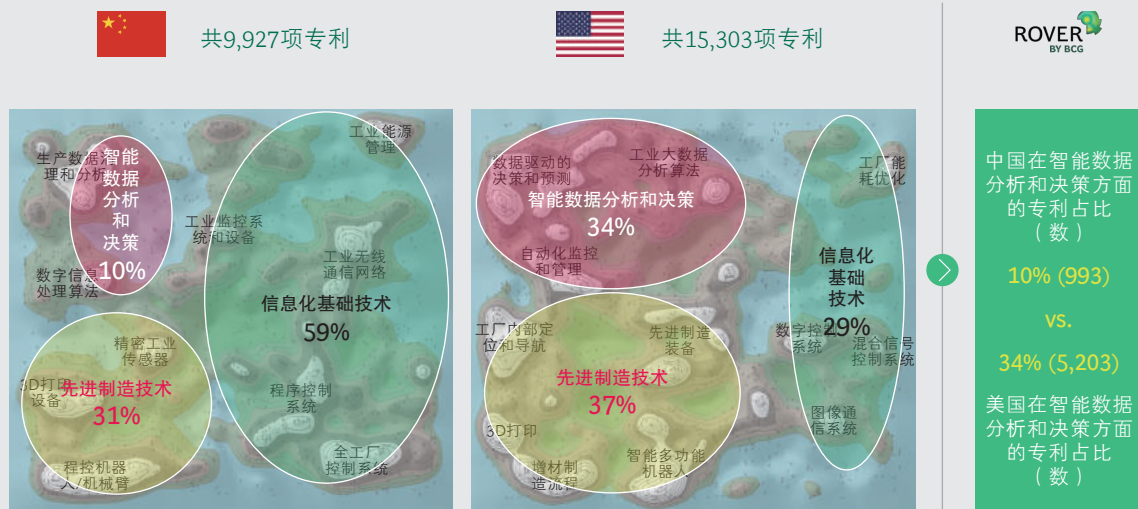 共9,927项专利
共15,303项专利
ROVER
BY BCG
工业能源
管理
生产数据
理和分析
智能
数据
分析
和
决策
10%
工业监控系
统和设备
工业无线
通信网络
数字信息
处理算法
信息化基础技术
59%
精密工业
传感器
3D打印
设备
先进制造技术
31%
程序控制
系统
全工厂
控制系统
程控机器
人/机械臂
数据驱动的
决策和预测
工业大数据
分析算法
智能数据分析和决策
34%
自动化监控
和管理
工厂能
耗优化
信息化
基础
技术
29%
工厂内部定
位和导航
先进制造
装备
数字控制
系统
混合信号
控制系统
先进制造技术
37%
3D打印
图像通
信系统
增材制
造流程
智能多功能
机器人
中国在智能数据
分析和决策方面
的专利占比
（数）
10% (993)
vs.
34% (5,203)
美国在智能数据
分析和决策方面
的专利占比
（数）